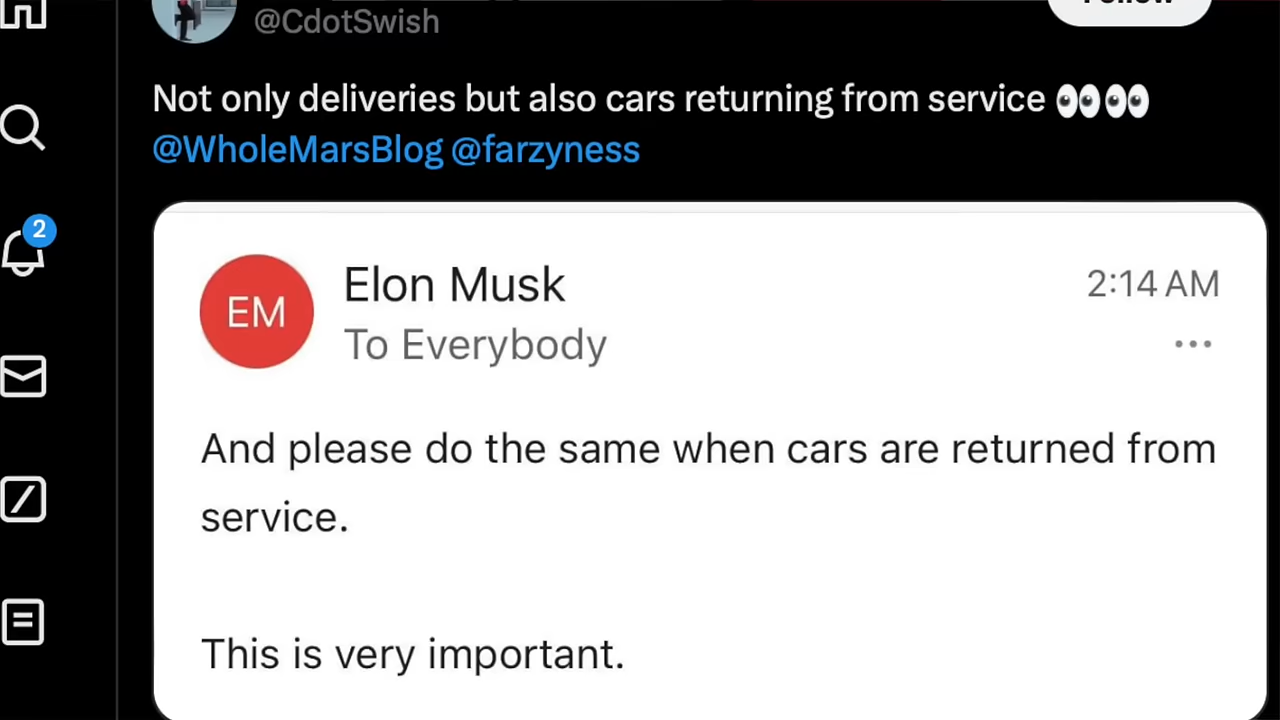 @CdotSwish
Follow
Not only deliveries but also cars returning from service 👀👀
@WholeMarsBlog @farzyness
2
EM
Elon Musk
2:14 AM
To Everybody
...
And please do the same when cars are returned from
service.
This is very important.